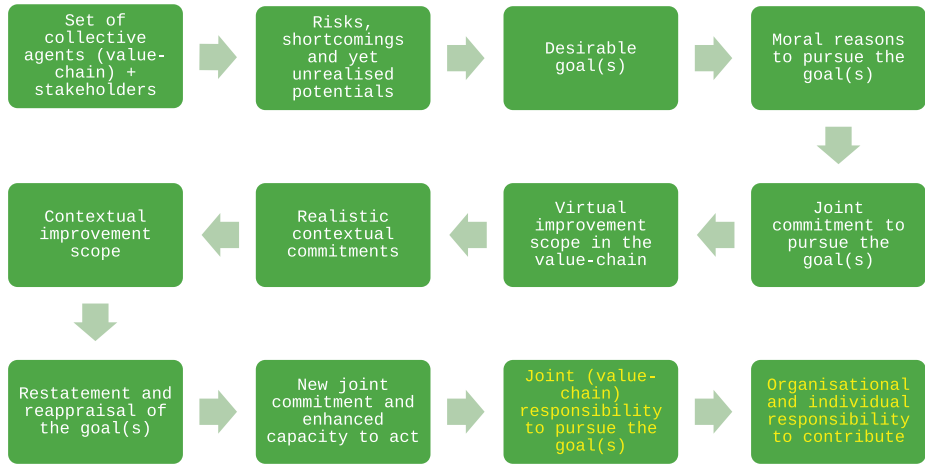 Set of
collective
agents (value-
chain) +
stakeholders
Risks,
shortcomings
and yet
unrealised
potentials
Desirable
goal(s)
Moral reasons
to pursue the
goal(s)
Joint
commitment to
pursue the
goal(s)
Virtual
improvement
scope in the
value-chain
Realistic
contextual
commitments
Contextual
improvement
scope
Restatement and
reappraisal of
the goal(s)
New joint
commitment and
enhanced
capacity to act
Joint (value-
chain)
responsibility
to pursue the
goal(s)
Organisational
and individual
responsibility
to contribute